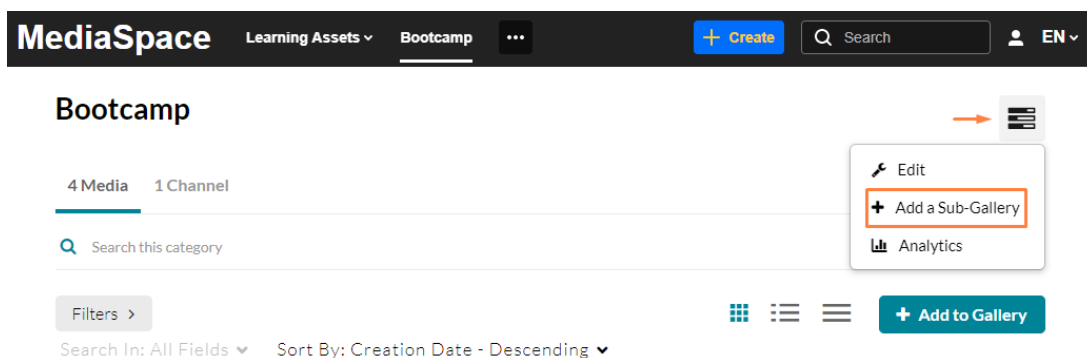 MediaSpace Learning Assets Bootcamp ••• + Create Search EN
Bootcamp
Edit
4 Media 1 Channel
+ Add a Sub-Gallery
Search this category
Analytics
Filters > + Add to Gallery
Search In: All Fields Sort By: Creation Date - Descending